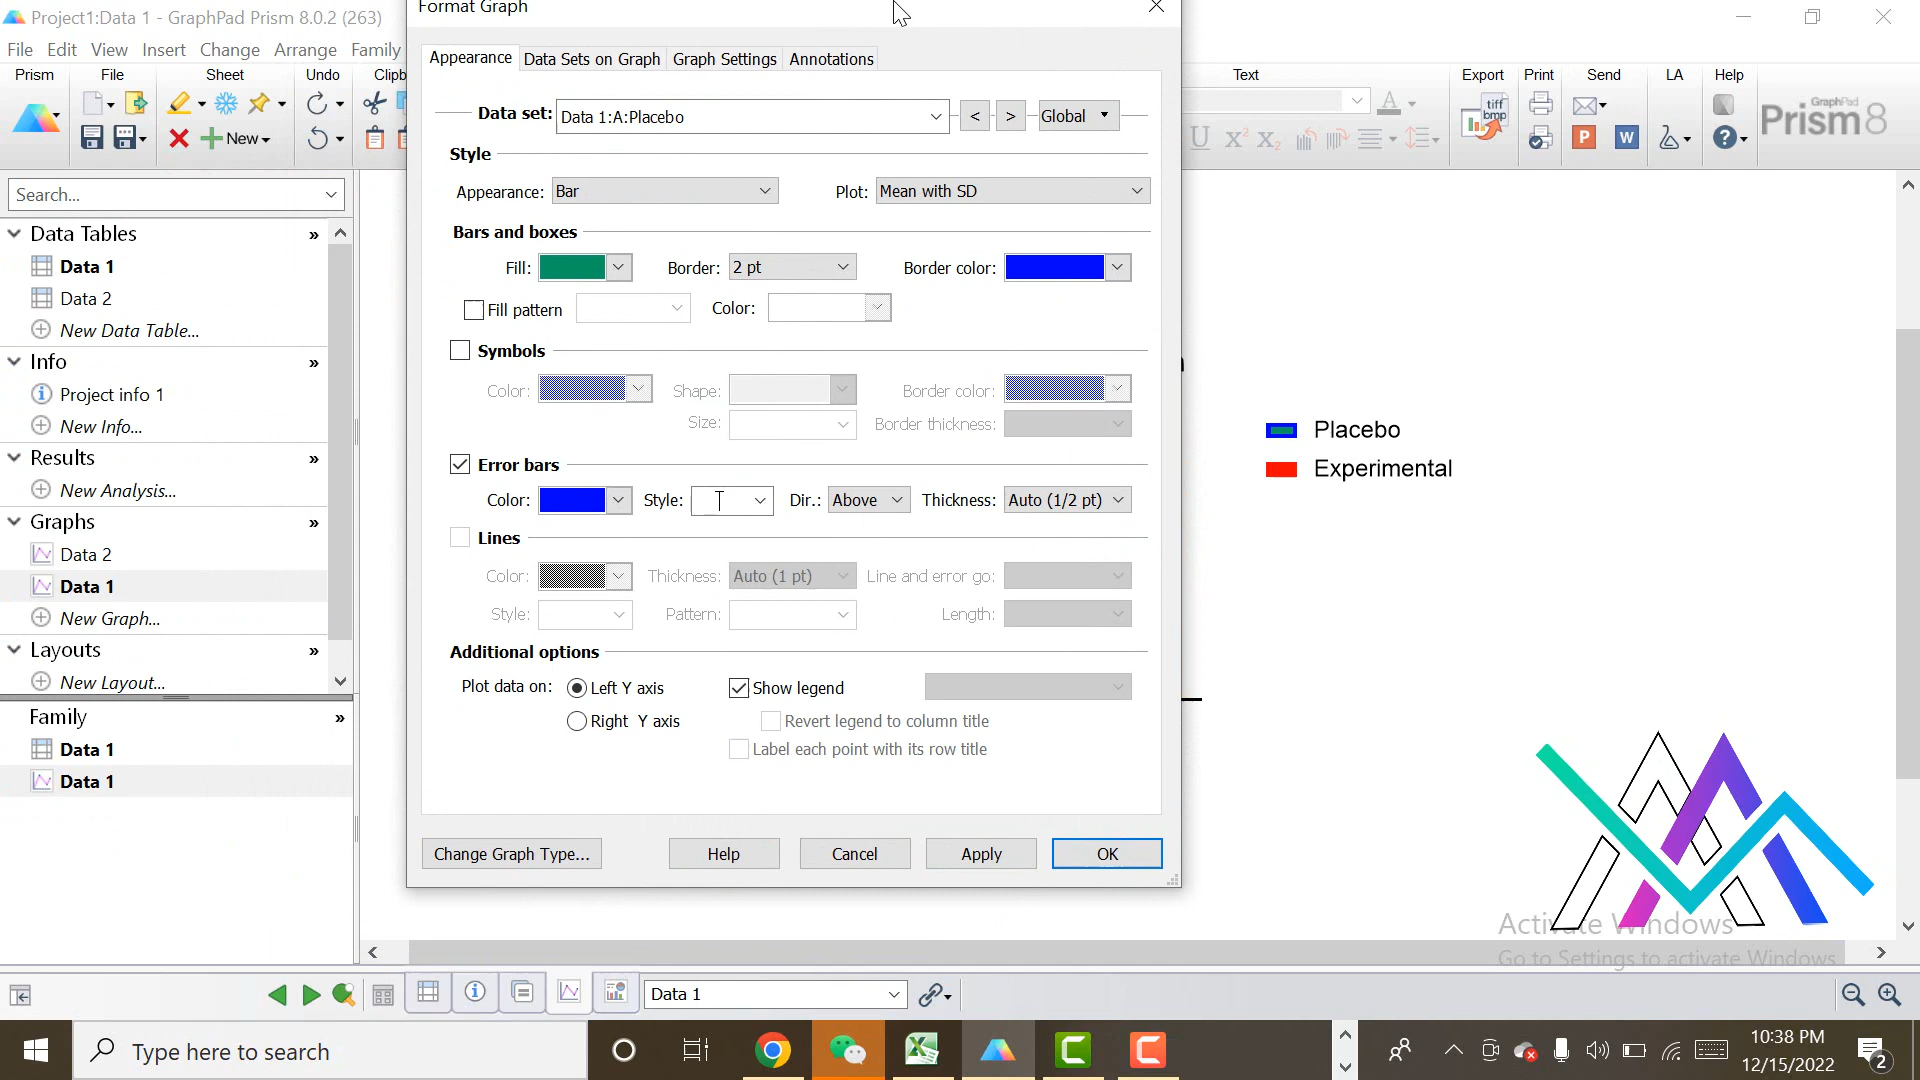 Project1:Data 1 - GraphPad Prism 8.0.2 (263)
Format Graph
File Edit View Insert Change Arrange Family
Prism File Sheet Undo Clipb Text Export Print Send LA Help
New
tiff
bmp
GraphPad
Prism 8
Search...
Data Tables
Data 1
Data 2
New Data Table...
Info
Project info 1
New Info...
Results
New Analysis...
Graphs
Data 2
Data 1
New Graph...
Layouts
New Layout...
Family
Data 1
Data 1
Appearance Data Sets on Graph Graph Settings Annotations
Data set: Data 1:A:Placebo < > Global
Style
Appearance: Bar Plot: Mean with SD
Bars and boxes
Fill: Border: 2 pt Border color:
Fill pattern Color:
Symbols
Color: Shape: Border color:
Size: Border thickness:
Error bars
Color: Style: Dir.: Above Thickness: Auto (1/2 pt)
Lines
Color: Thickness: Auto (1 pt) Line and error go:
Style: Pattern: Length:
Additional options
Plot data on: Left Y axis Show legend
Right Y axis Revert legend to column title
Label each point with its row title
Change Graph Type... Help Cancel Apply OK
Placebo
Experimental
Activate Windows
Go to Settings to activate Windows
Data 1
Type here to search
10:38 PM
12/15/2022
2